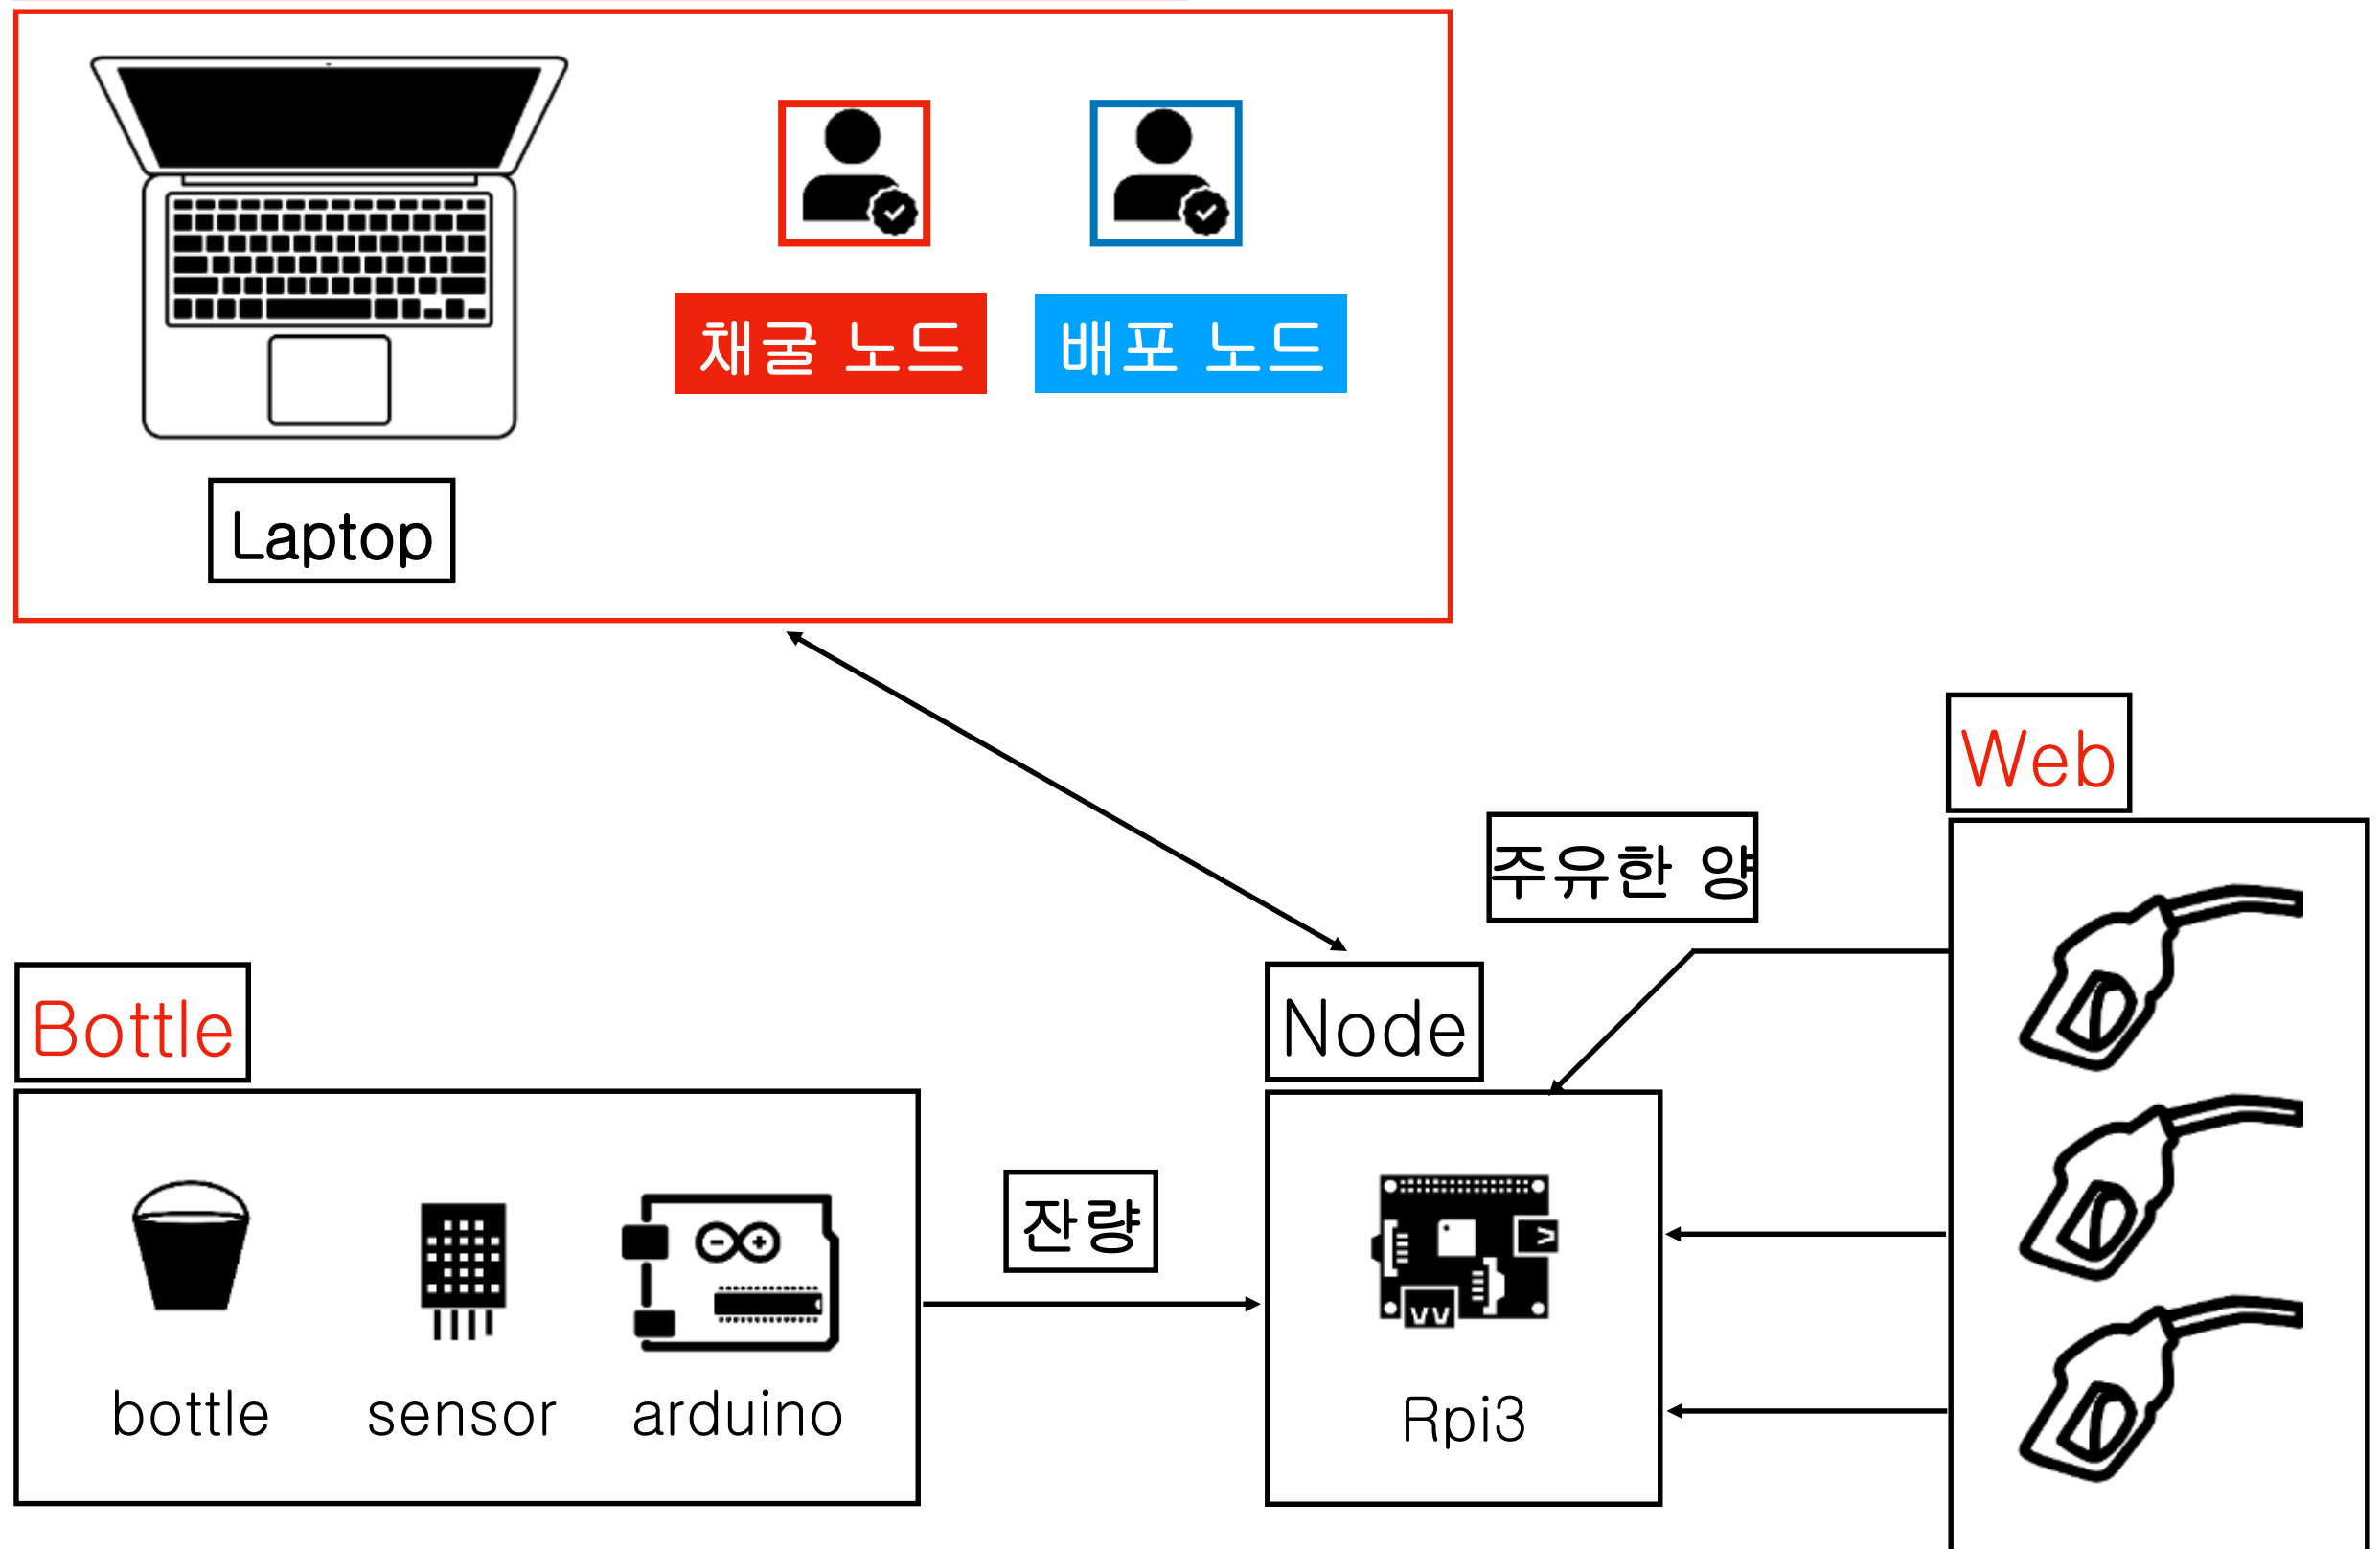 채굴 노드
배포 노드
Laptop
Web
주유한 양
Bottle
Node
잔량
bottle
sensor
arduino
Rpi3